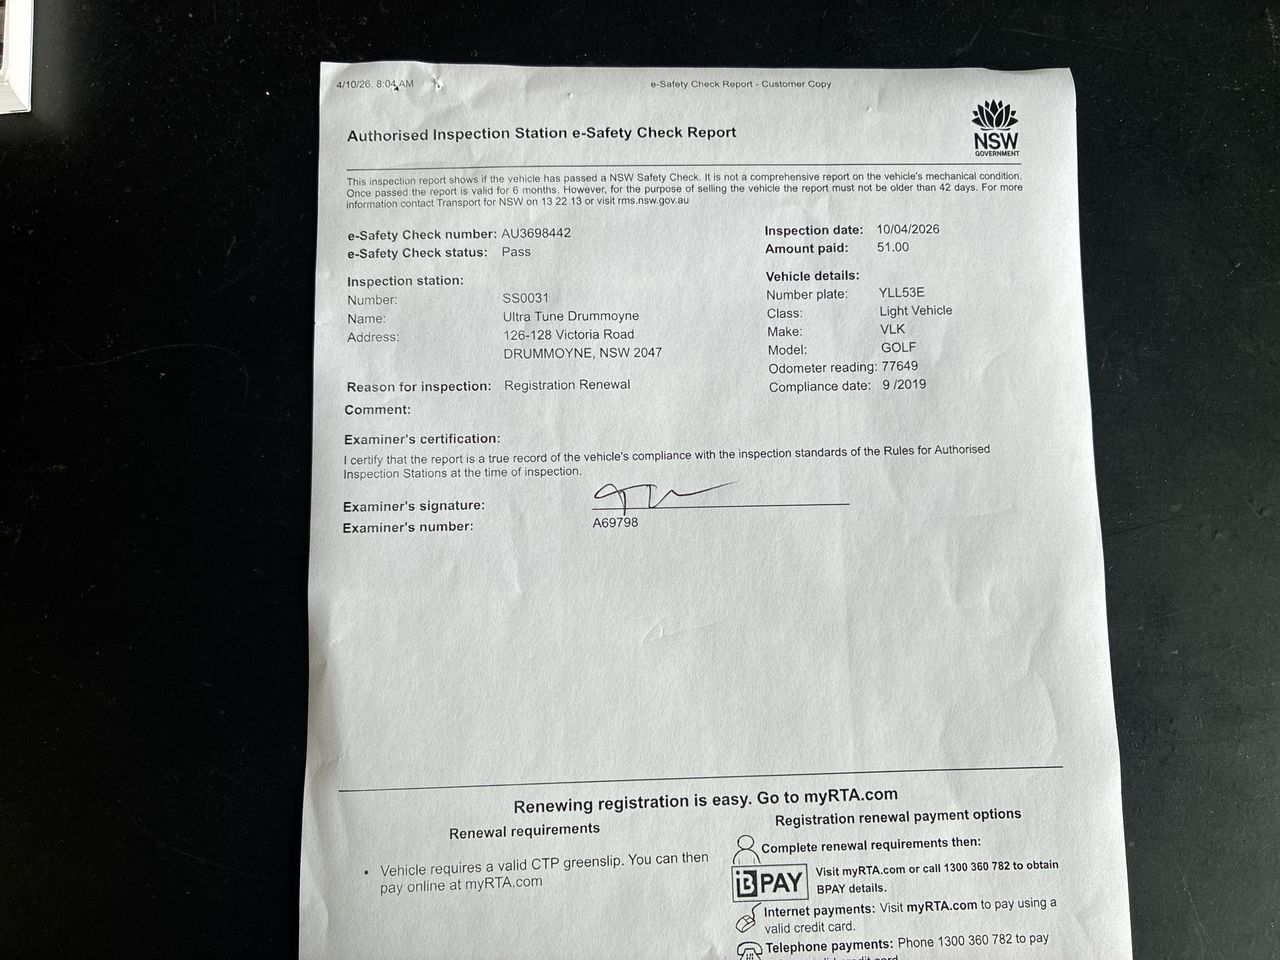 4/10/26, 8:04 AM
e-Safety Check Report - Customer Copy
Authorised Inspection Station e-Safety Check Report
NSW
GOVERNMENT
This inspection report shows if the vehicle has passed a NSW Safety Check. It is not a comprehensive report on the vehicle's mechanical condition.
Once passed the report is valid for 6 months. However, for the purpose of selling the vehicle the report must not be older than 42 days. For more
information contact Transport for NSW on 13 22 13 or visit rms.nsw.gov.au
e-Safety Check number: AU3698442
e-Safety Check status: Pass
Inspection station:
Number: SS0031
Name: Ultra Tune Drummoyne
Address: 126-128 Victoria Road
DRUMMOYNE, NSW 2047
Reason for inspection: Registration Renewal
Comment:
Inspection date: 10/04/2026
Amount paid: 51.00
Vehicle details:
Number plate: YLL53E
Class: Light Vehicle
Make: VLK
Model: GOLF
Odometer reading: 77649
Compliance date: 9 /2019
Examiner's certification:
I certify that the report is a true record of the vehicle's compliance with the inspection standards of the Rules for Authorised
Inspection Stations at the time of inspection.
Examiner's signature:
Examiner's number: A69798
Renewing registration is easy. Go to myRTA.com
Renewal requirements
• Vehicle requires a valid CTP greenslip. You can then
pay online at myRTA.com
Registration renewal payment options
Complete renewal requirements then:
B PAY
Visit myRTA.com or call 1300 360 782 to obtain
BPAY details.
Internet payments: Visit myRTA.com to pay using a
valid credit card.
Telephone payments: Phone 1300 360 782 to pay